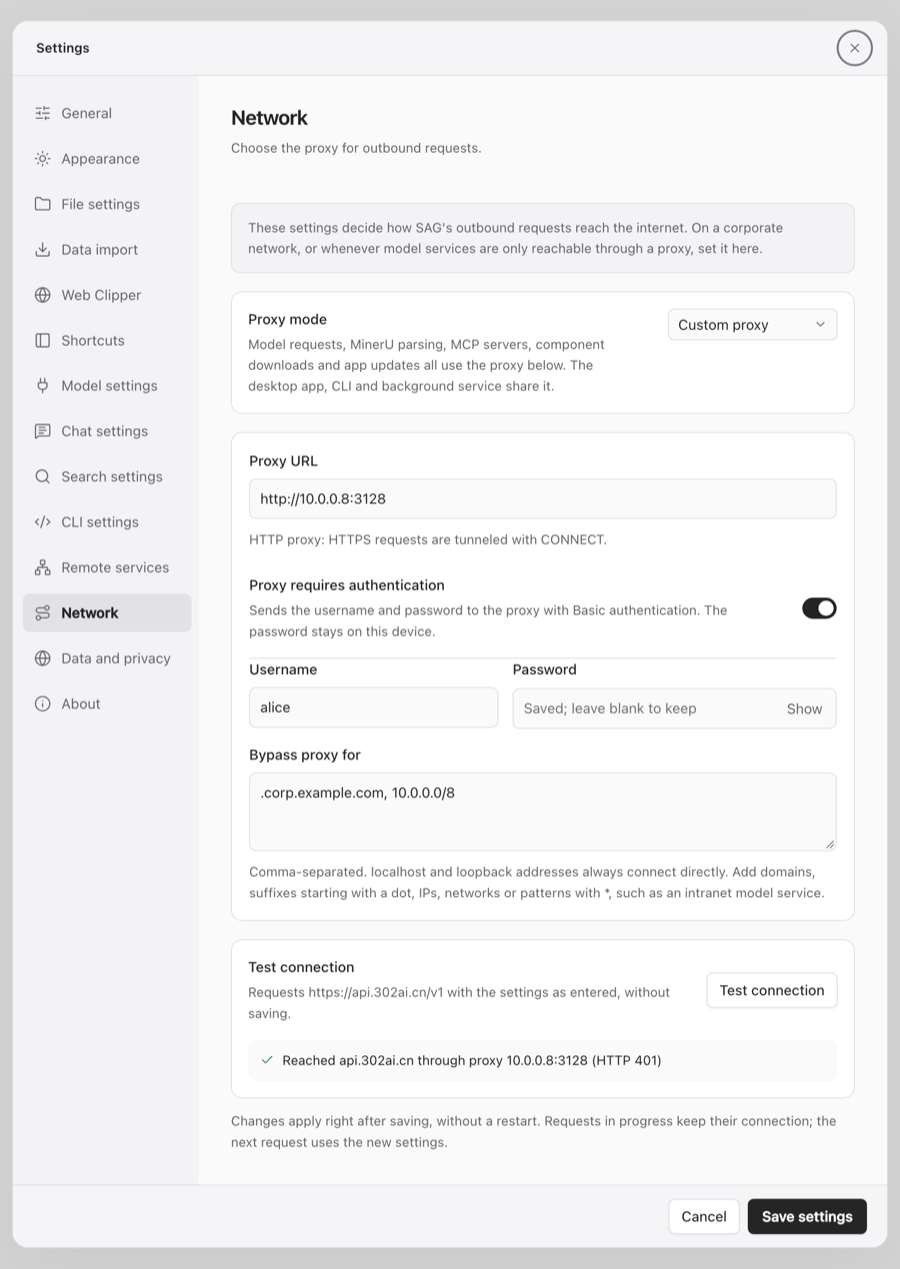 Settings
General
Appearance
File settings
Data import
Web Clipper
Shortcuts
Model settings
Chat settings
Search settings
CLI settings
Remote services
Network
Data and privacy
About
Network
Choose the proxy for outbound requests.
These settings decide how SAG's outbound requests reach the internet. On a corporate
network, or whenever model services are only reachable through a proxy, set it here.
Proxy mode
Custom proxy
Model requests, MinerU parsing, MCP servers, component
downloads and app updates all use the proxy below. The
desktop app, CLI and background service share it.
Proxy URL
http://10.0.0.8:3128
HTTP proxy: HTTPS requests are tunneled with CONNECT.
Proxy requires authentication
Sends the username and password to the proxy with Basic authentication. The
password stays on this device.
Username
Password
alice
Saved; leave blank to keep
Show
Bypass proxy for
.corp.example.com, 10.0.0.0/8
Comma-separated. localhost and loopback addresses always connect directly. Add domains,
suffixes starting with a dot, IPs, networks or patterns with *, such as an intranet model service.
Test connection
Requests https://api.302ai.cn/v1 with the settings as entered, without
saving.
Test connection
Reached api.302ai.cn through proxy 10.0.0.8:3128 (HTTP 401)
Changes apply right after saving, without a restart. Requests in progress keep their connection; the
next request uses the new settings.
Cancel
Save settings